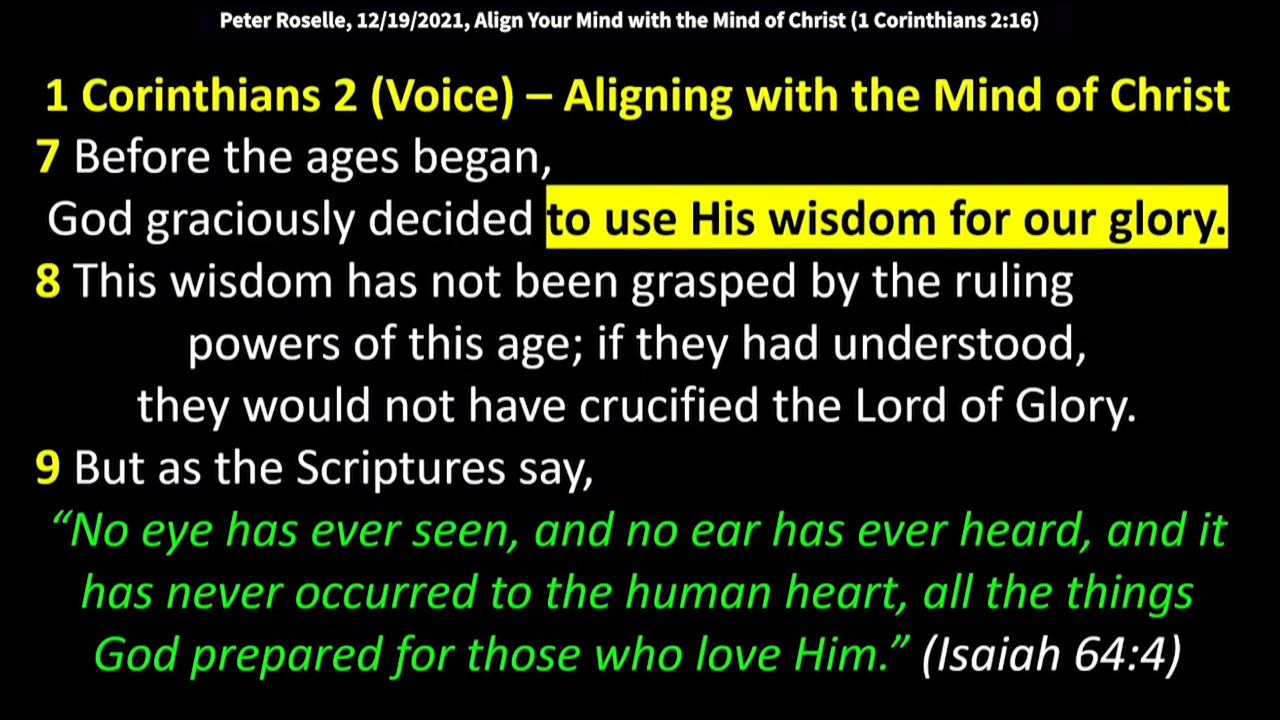 Peter Roselle, 12/19/2021, Align Your Mind with the Mind of Christ (1 Corinthians 2:16)
1 Corinthians 2 (Voice) – Aligning with the Mind of Christ
7 Before the ages began,
God graciously decided to use His wisdom for our glory.
8 This wisdom has not been grasped by the ruling
powers of this age; if they had understood,
they would not have crucified the Lord of Glory.
9 But as the Scriptures say,
“No eye has ever seen, and no ear has ever heard, and it
has never occurred to the human heart, all the things
God prepared for those who love Him.” (Isaiah 64:4)